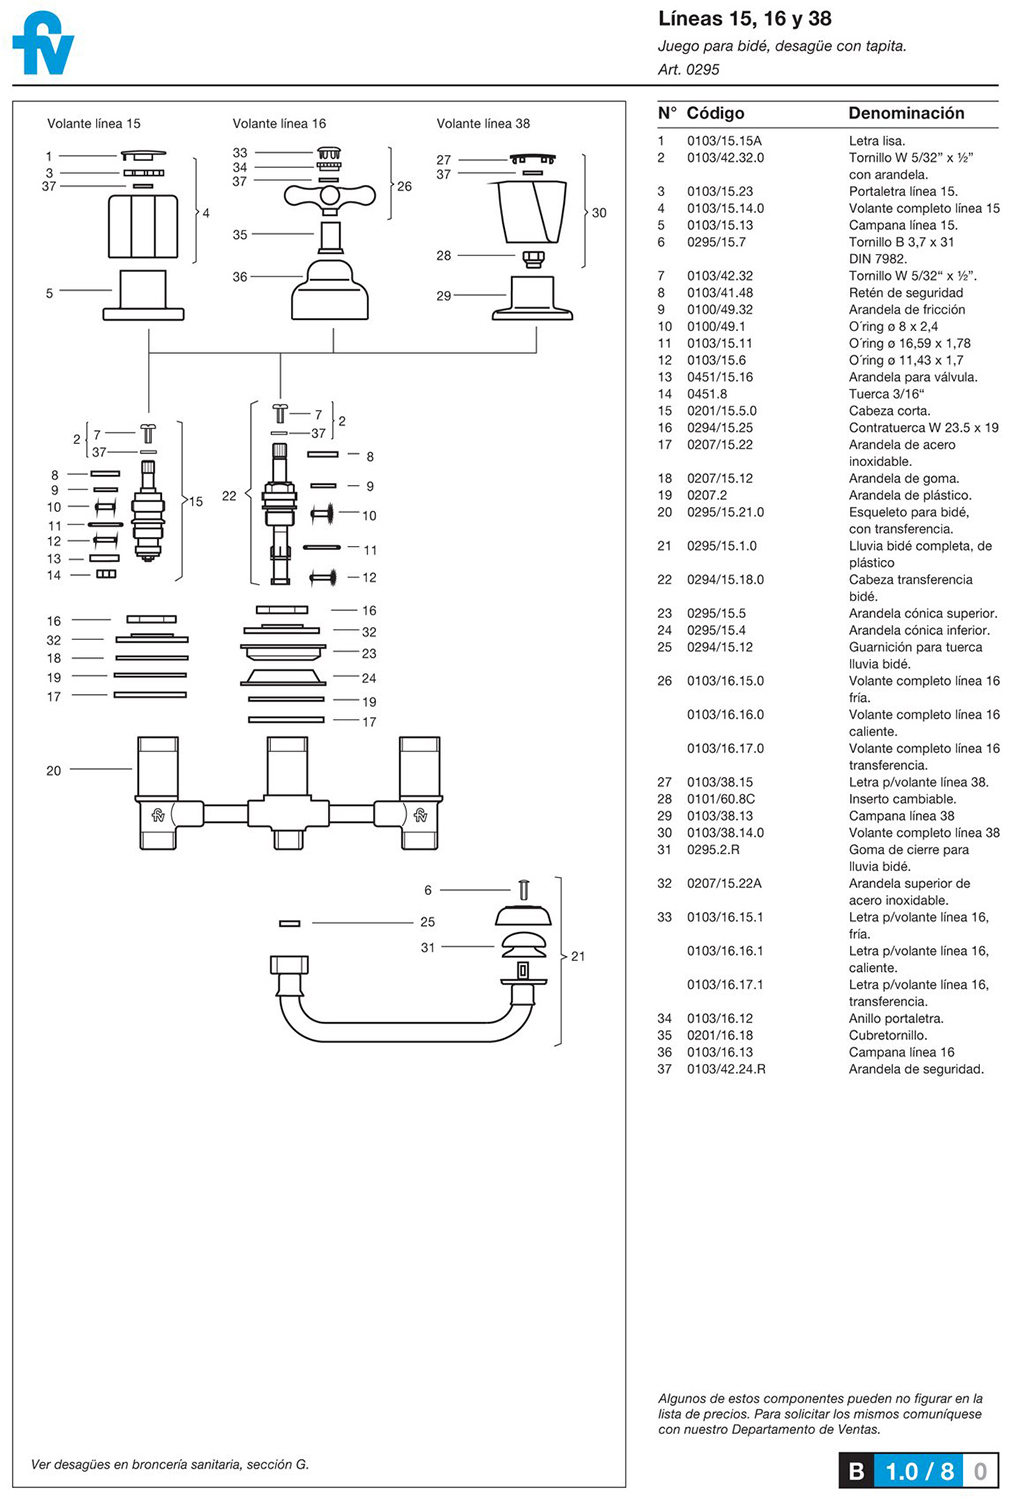 fv
Líneas 15, 16 y 38
Juego para bidé, desagüe con tapita.
Art. 0295
Volante línea 15
Volante línea 16
Volante línea 38
1
3
37
4
5
33
34
37
26
35
36
27
37
30
28
29
2
7
37
8
9
10
11
12
13
14
15
22
7
2
37
8
9
10
11
12
16
32
18
19
17
16
32
23
24
19
17
20
fv
fv
6
25
31
21
Ver desagües en broncería sanitaria, sección G.
N° Código Denominación
1 0103/15.15A Letra lisa.
2 0103/42.32.0 Tornillo W 5/32” x ½”
con arandela.
3 0103/15.23 Portaletra línea 15.
4 0103/15.14.0 Volante completo línea 15
5 0103/15.13 Campana línea 15.
6 0295/15.7 Tornillo B 3,7 x 31
DIN 7982.
7 0103/42.32 Tornillo W 5/32“ x ½”.
8 0103/41.48 Retén de seguridad
9 0100/49.32 Arandela de fricción
10 0100/49.1 O´ring ø 8 x 2,4
11 0103/15.11 O´ring ø 16,59 x 1,78
12 0103/15.6 O´ring ø 11,43 x 1,7
13 0451/15.16 Arandela para válvula.
14 0451.8 Tuerca 3/16“
15 0201/15.5.0 Cabeza corta.
16 0294/15.25 Contratuerca W 23.5 x 19
17 0207/15.22 Arandela de acero
inoxidable.
18 0207/15.12 Arandela de goma.
19 0207.2 Arandela de plástico.
20 0295/15.21.0 Esqueleto para bidé,
con transferencia.
21 0295/15.1.0 Lluvia bidé completa, de
plástico
22 0294/15.18.0 Cabeza transferencia
bidé.
23 0295/15.5 Arandela cónica superior.
24 0295/15.4 Arandela cónica inferior.
25 0294/15.12 Guarnición para tuerca
lluvia bidé.
26 0103/16.15.0 Volante completo línea 16
fría.
0103/16.16.0 Volante completo línea 16
caliente.
0103/16.17.0 Volante completo línea 16
transferencia.
27 0103/38.15 Letra p/volante línea 38.
28 0101/60.8C Inserto cambiable.
29 0103/38.13 Campana línea 38
30 0103/38.14.0 Volante completo línea 38
31 0295.2.R Goma de cierre para
lluvia bidé.
32 0207/15.22A Arandela superior de
acero inoxidable.
33 0103/16.15.1 Letra p/volante línea 16,
fría.
0103/16.16.1 Letra p/volante línea 16,
caliente.
0103/16.17.1 Letra p/volante línea 16,
transferencia.
34 0103/16.12 Anillo portaletra.
35 0201/16.18 Cubretornillo.
36 0103/16.13 Campana línea 16
37 0103/42.24.R Arandela de seguridad.
Algunos de estos componentes pueden no figurar en la
lista de precios. Para solicitar los mismos comuníquese
con nuestro Departamento de Ventas.
B 1.0 / 8 0